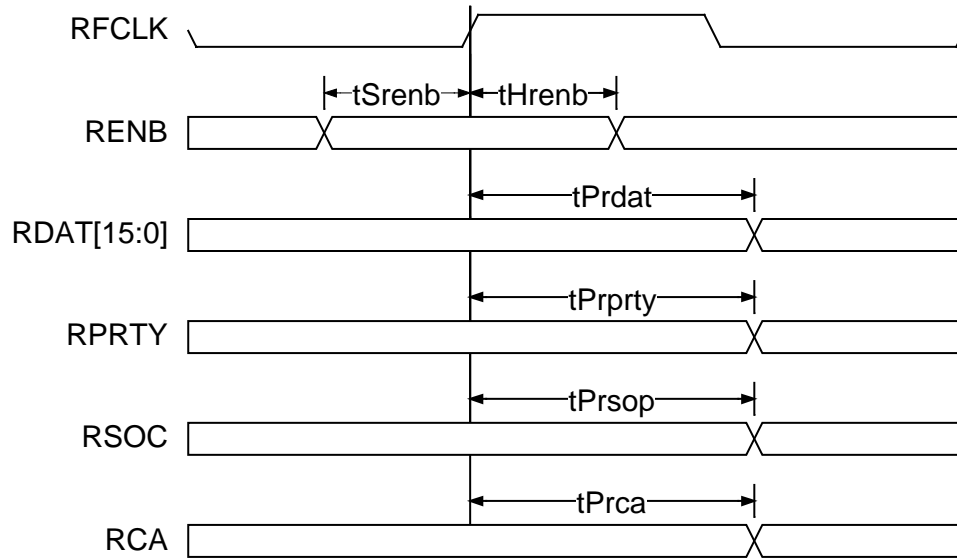 RFCLK
tSrenb tHrenb
RENB
tPrdat
RDAT[15:0]
tPrprty
RPRTY
tPrsop
RSOC
tPrca
RCA